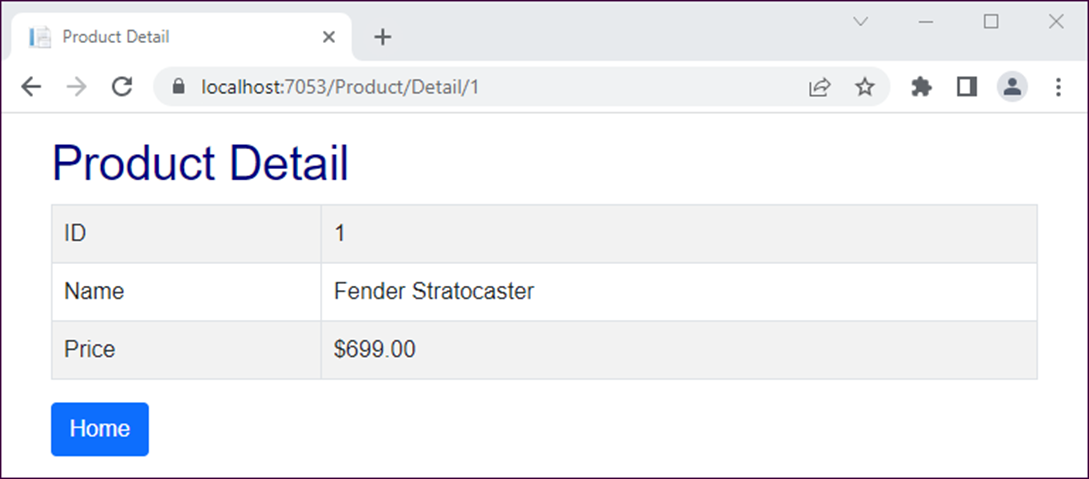 Product Detail
localhost:7053/Product/Detail/1
Product Detail
ID 1
Name Fender Stratocaster
Price $699.00
Home